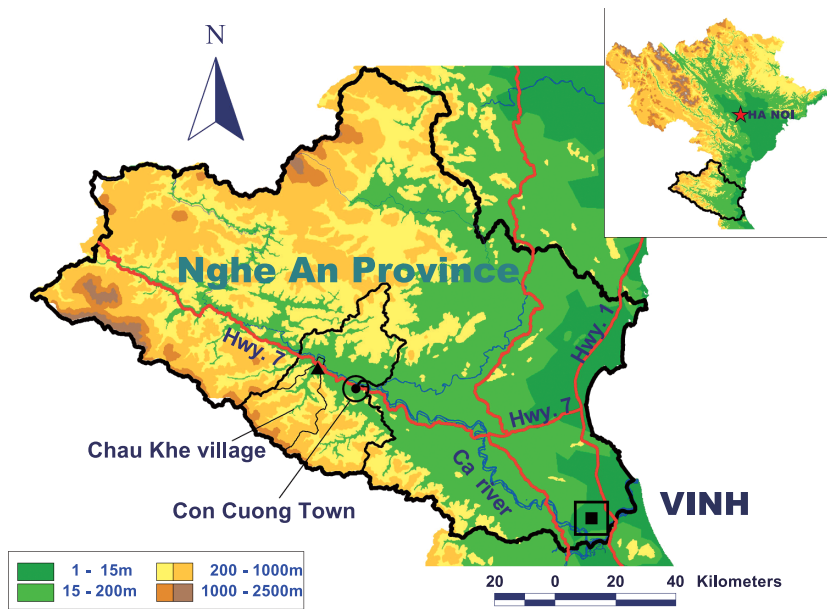 N
HA NOI
Nghe An Province
Hwy. 7
Hwy. 1
Hwy. 7
Chau Khe village
Ca river
Con Cuong Town
VINH
1 - 15m
200 - 1000m
15 - 200m
1000 - 2500m
20 0 20 40 Kilometers